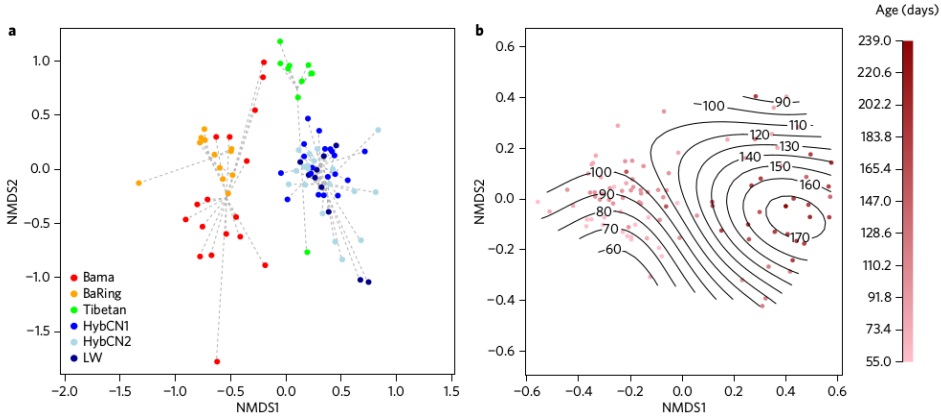 a
1.0
0.5
0.0
−0.5
−1.0
−1.5
NMDS2
Bama
BaRing
Tibetan
HybCN1
HybCN2
LW
−2.0 −1.5 −1.0 −0.5 0.0 0.5 1.0 1.5
NMDS1
b
0.6
0.4
0.2
0.0
−0.2
−0.4
−0.6
NMDS2
100 90
110
120
130
140
150
160
170
100
90
80
70
60
−0.6 −0.4 −0.2 0.0 0.2 0.4 0.6
NMDS1
Age (days)
239.0
220.6
202.2
183.8
165.4
147.0
128.6
110.2
91.8
73.4
55.0